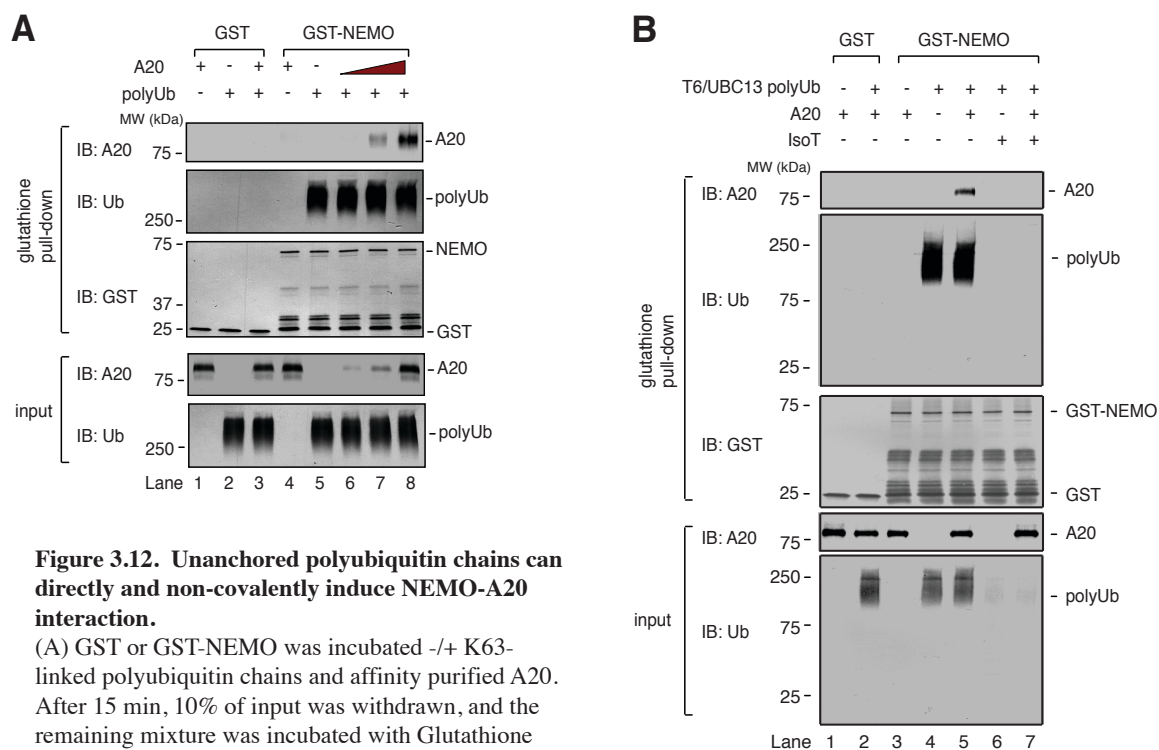 A
GST GST-NEMO
A20 + - + + -
polyUb - + + - + + + +
MW (kDa)
glutathione
pull-down
IB: A20
75 -
- A20
IB: Ub
250 -
- polyUb
75 -
- NEMO
IB: GST
37 -
25 -
- GST
input
IB: A20
75 -
- A20
IB: Ub
250 -
- polyUb
Lane 1 2 3 4 5 6 7 8
Figure 3.12. Unanchored polyubiquitin chains can
directly and non-covalently induce NEMO-A20
interaction.
(A) GST or GST-NEMO was incubated -/+ K63-
linked polyubiquitin chains and affinity purified A20.
After 15 min, 10% of input was withdrawn, and the
remaining mixture was incubated with Glutathione
B
GST GST-NEMO
T6/UBC13 polyUb - + - + + + +
A20 + + + - + - +
IsoT - - - - - + +
MW (kDa)
glutathione
pull-down
IB: A20
75 -
- A20
250 -
- polyUb
IB: Ub
75 -
25 -
75 -
- GST-NEMO
IB: GST
25 -
- GST
input
IB: A20
75 -
- A20
250 -
- polyUb
IB: Ub
75 -
25 -
Lane 1 2 3 4 5 6 7